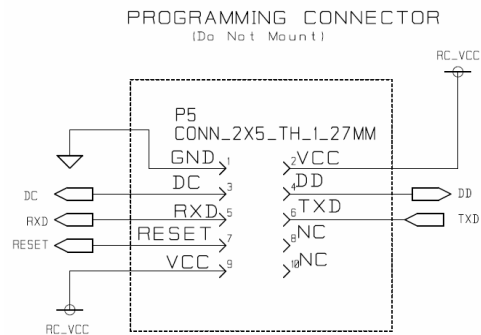 PROGRAMMING CONNECTOR
(Do Not Mount)
RC_VCC
P5
CONN_2X5_TH_1_27MM
GND 1 2 VCC
DC DC 3 4 DD DD
RXD RXD 5 6 TXD TXD
RESET RESET 7 8 NC
VCC 9 10 NC
RC_VCC